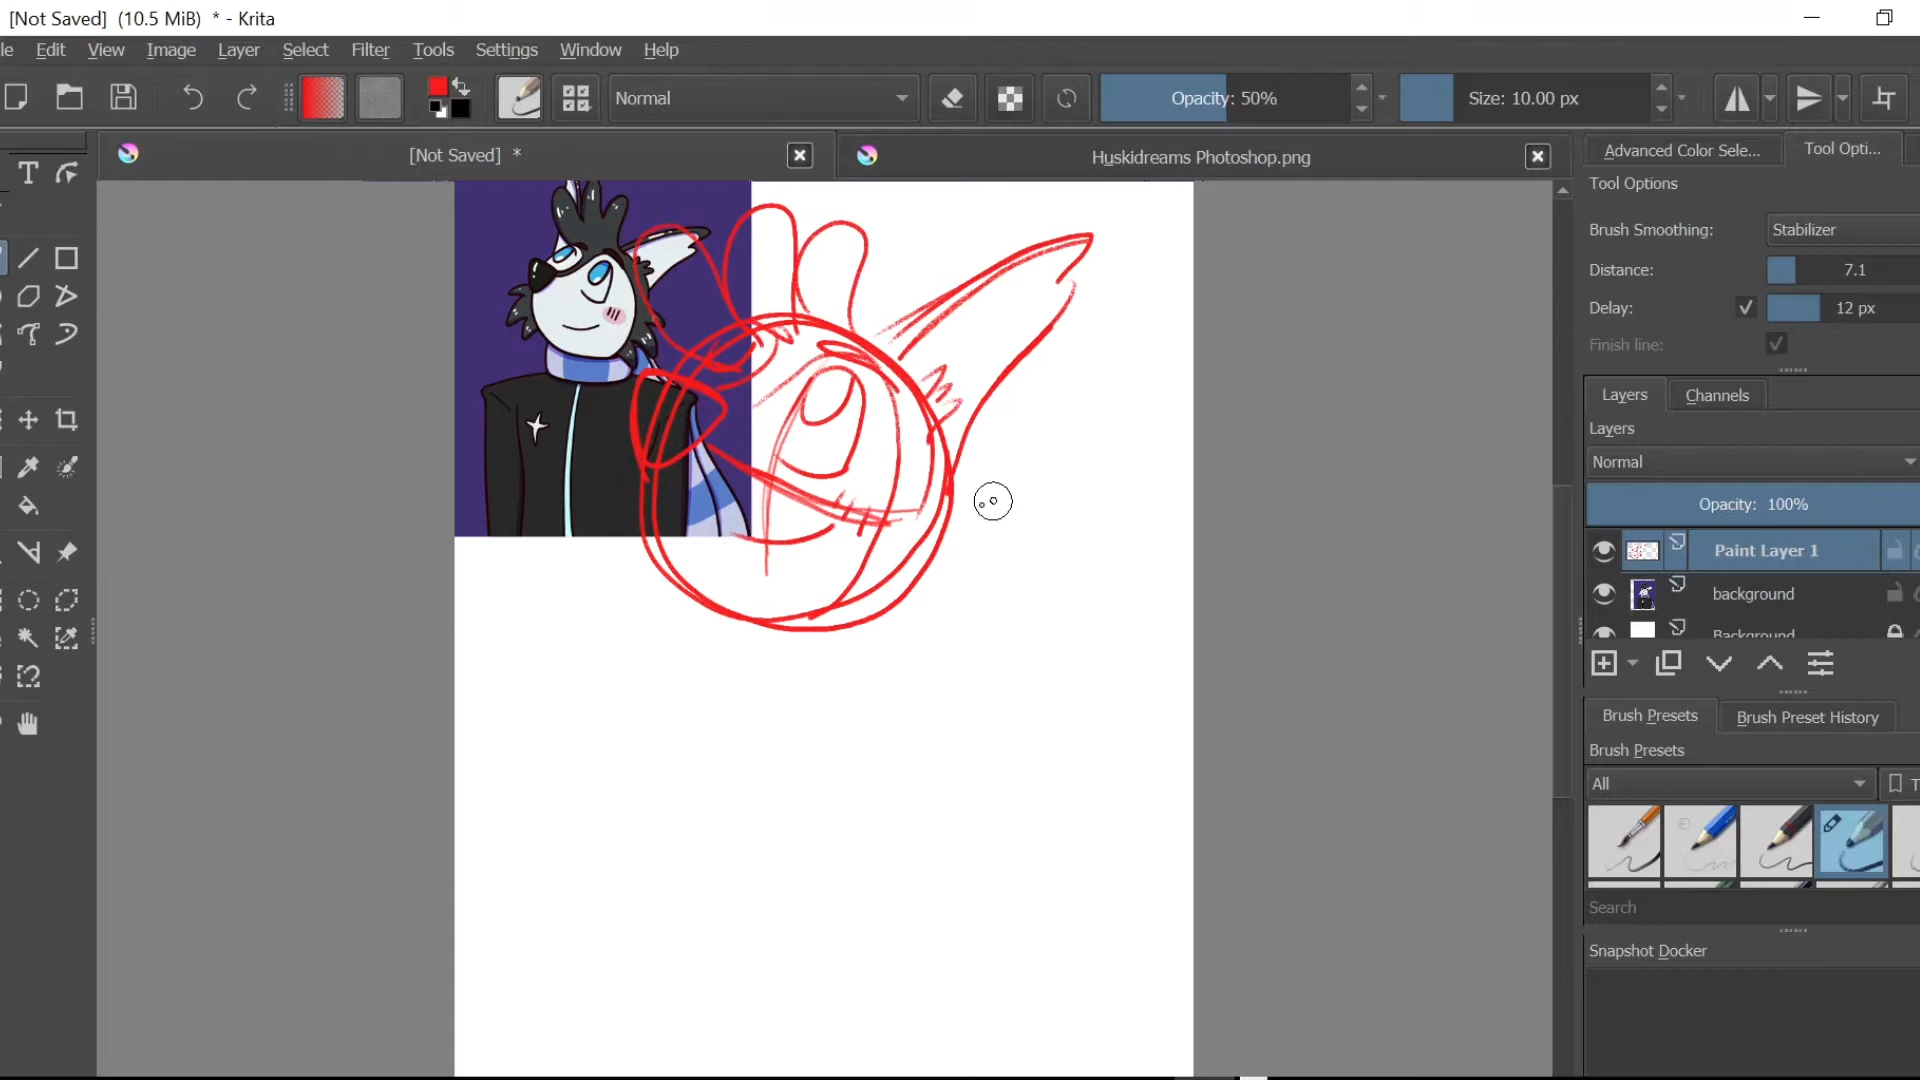 [Not Saved] (10.5 MiB) * - Krita
le Edit View Image Layer Select Filter Tools Settings Window Help
Normal
Opacity: 50%
Size: 10.00 px
[Not Saved] *
Huskidreams Photoshop.png
Advanced Color Sele...
Tool Opti...
Tool Options
Brush Smoothing: Stabilizer
Distance: 7.1
Delay: 12 px
Finish line:
Layers Channels
Layers
Normal
Opacity: 100%
Paint Layer 1
background
Background
Brush Presets Brush Preset History
Brush Presets
All
T
Search
Snapshot Docker